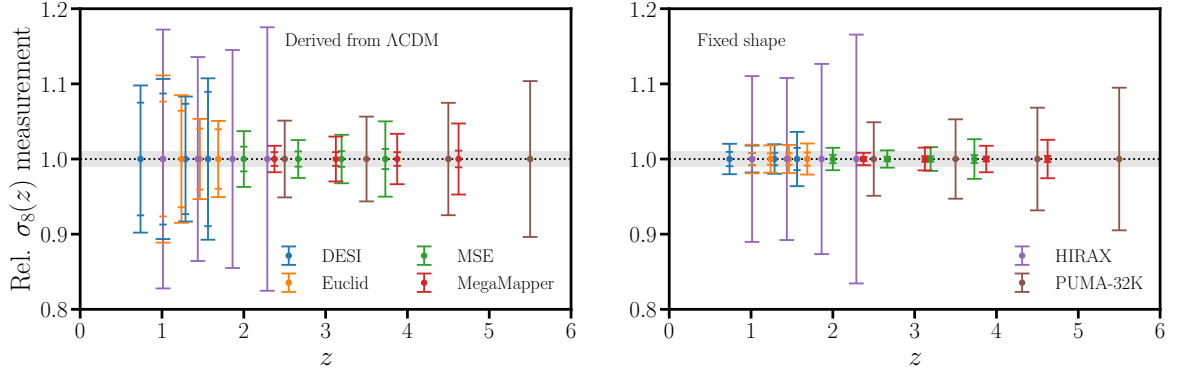 Rel. σ₈(z) measurement
1.2
1.1
1.0
0.9
0.8
Derived from ΛCDM
DESI
Euclid
MSE
MegaMapper
0 1 2 3 4 5 6
z
1.2
1.1
1.0
0.9
0.8
Fixed shape
HIRAX
PUMA-32K
0 1 2 3 4 5 6
z